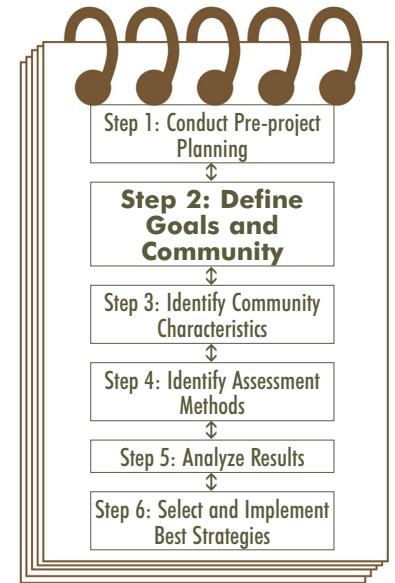 Step 1: Conduct Pre-project
Planning
Step 2: Define
Goals and
Community
Step 3: Identify Community
Characteristics
Step 4: Identify Assessment
Methods
Step 5: Analyze Results
Step 6: Select and Implement
Best Strategies